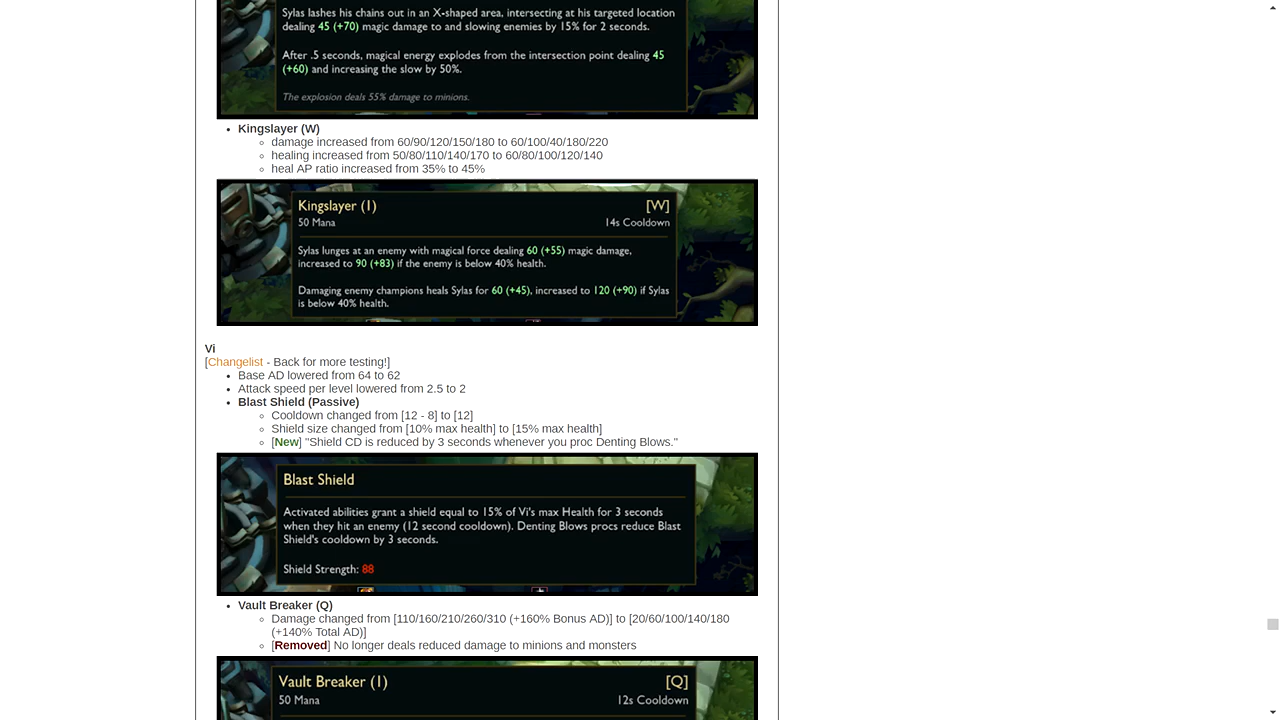 Sylas lashes his chains out in an X-shaped area, intersecting at his targeted location
dealing 45 (+70) magic damage to and slowing enemies by 15% for 2 seconds.
After .5 seconds, magical energy explodes from the intersection point dealing 45
(+60) and increasing the slow by 50%.
The explosion deals 55% damage to minions.
• Kingslayer (W)
◦ damage increased from 60/90/120/150/180 to 60/100/40/180/220
◦ healing increased from 50/80/110/140/170 to 60/80/100/120/140
◦ heal AP ratio increased from 35% to 45%
Kingslayer (1) [W]
50 Mana 14s Cooldown
Sylas lunges at an enemy with magical force dealing 60 (+55) magic damage,
increased to 90 (+83) if the enemy is below 40% health.
Damaging enemy champions heals Sylas for 60 (+45), increased to 120 (+90) if Sylas
is below 40% health.
Vi
[Changelist - Back for more testing!]
• Base AD lowered from 64 to 62
• Attack speed per level lowered from 2.5 to 2
• Blast Shield (Passive)
◦ Cooldown changed from [12 - 8] to [12]
◦ Shield size changed from [10% max health] to [15% max health]
◦ [New] "Shield CD is reduced by 3 seconds whenever you proc Denting Blows."
Blast Shield
Activated abilities grant a shield equal to 15% of Vi's max Health for 3 seconds
when they hit an enemy (12 second cooldown). Denting Blows procs reduce Blast
Shield's cooldown by 3 seconds.
Shield Strength: 88
• Vault Breaker (Q)
◦ Damage changed from [110/160/210/260/310 (+160% Bonus AD)] to [20/60/100/140/180
(+140% Total AD)]
◦ [Removed] No longer deals reduced damage to minions and monsters
Vault Breaker (1) [Q]
50 Mana 12s Cooldown